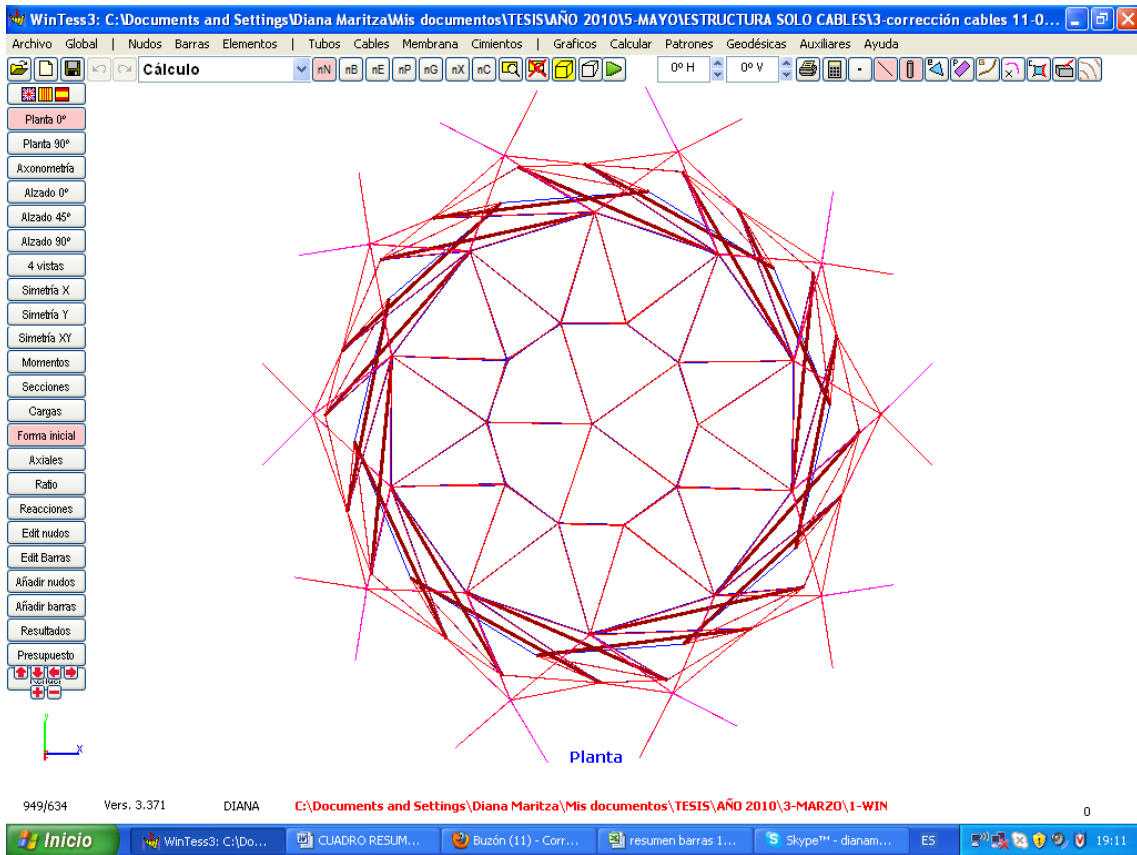 WinTess3: C:\Documents and Settings\Diana Maritza\Mis documentos\TESIS\AÑO 2010\5-MAYO\ESTRUCTURA SOLO CABLES\3-corrección cables 11-0...
Archivo Global | Nudos Barras Elementos | Tubos Cables Membrana Cimientos | Graficos Calcular Patrones Geodésicas Auxiliares Ayuda
Cálculo nN nB nE nP nG nX nC 0º H 0º V
Planta 0º
Planta 90º
Axonometría
Alzado 0º
Alzado 45º
Alzado 90º
4 vistas
Simetría X
Simetría Y
Simetría XY
Momentos
Secciones
Cargas
Forma inicial
Axiales
Ratio
Reacciones
Edit nudos
Edit Barras
Añadir nudos
Añadir barras
Resultados
Presupuesto
y
x
Planta
949/634 Vers. 3.371 DIANA C:\Documents and Settings\Diana Maritza\Mis documentos\TESIS\AÑO 2010\3-MARZO\1-WIN 0
Inicio WinTess3: C:\Do... CUADRO RESUM... Buzón (11) - Corr... resumen barras 1... Skype™ - dianam... ES 19:11